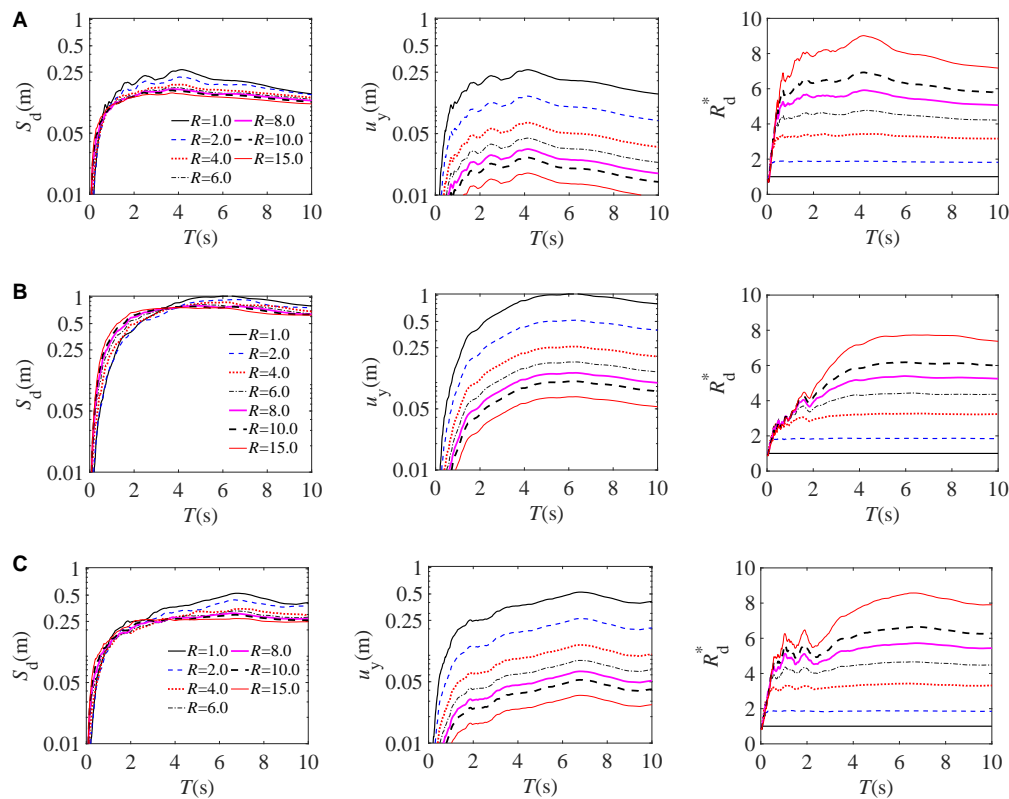 A
1
0.5
0.25
0.05
0.01
S_d(m)
R=1.0 R=8.0
R=2.0 R=10.0
R=4.0 R=15.0
R=6.0
0 2 4 6 8 10
T(s)
1
0.5
0.25
0.05
0.01
u_y(m)
0 2 4 6 8 10
T(s)
10
8
6
4
2
0
R_d^*
0 2 4 6 8 10
T(s)
B
1
0.5
0.25
0.05
0.01
S_d(m)
R=1.0
R=2.0
R=4.0
R=6.0
R=8.0
R=10.0
R=15.0
0 2 4 6 8 10
T(s)
1
0.5
0.25
0.05
0.01
u_y(m)
0 2 4 6 8 10
T(s)
10
8
6
4
2
0
R_d^*
0 2 4 6 8 10
T(s)
C
1
0.5
0.25
0.05
0.01
S_d(m)
R=1.0 R=8.0
R=2.0 R=10.0
R=4.0 R=15.0
R=6.0
0 2 4 6 8 10
T(s)
1
0.5
0.25
0.05
0.01
u_y(m)
0 2 4 6 8 10
T(s)
10
8
6
4
2
0
R_d^*
0 2 4 6 8 10
T(s)